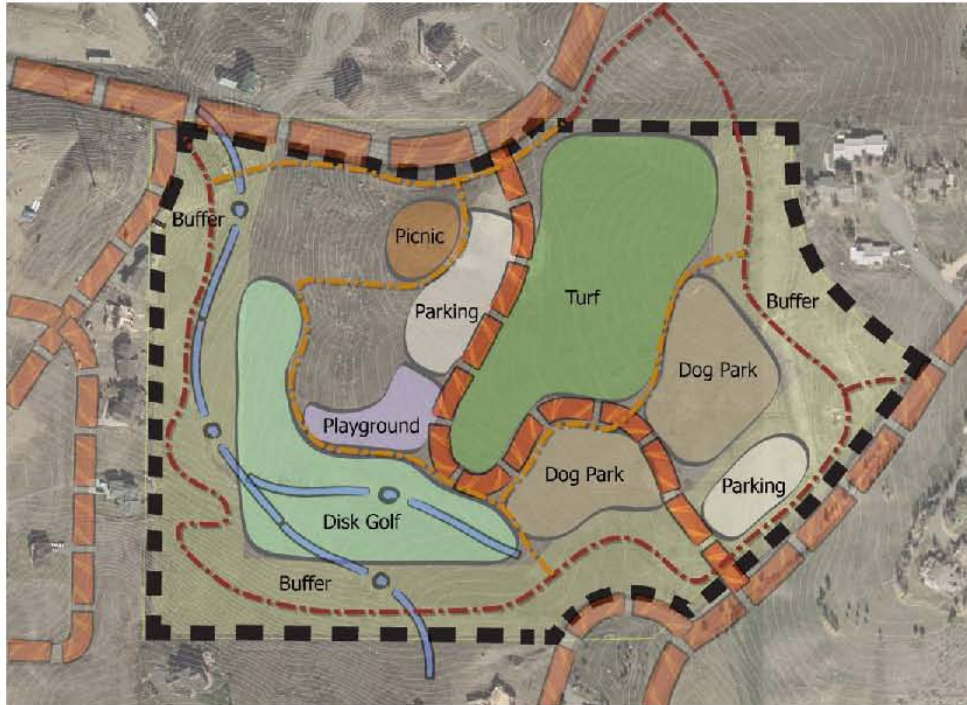 Buffer
Picnic
Parking
Turf
Buffer
Dog Park
Playground
Dog Park
Parking
Disk Golf
Buffer